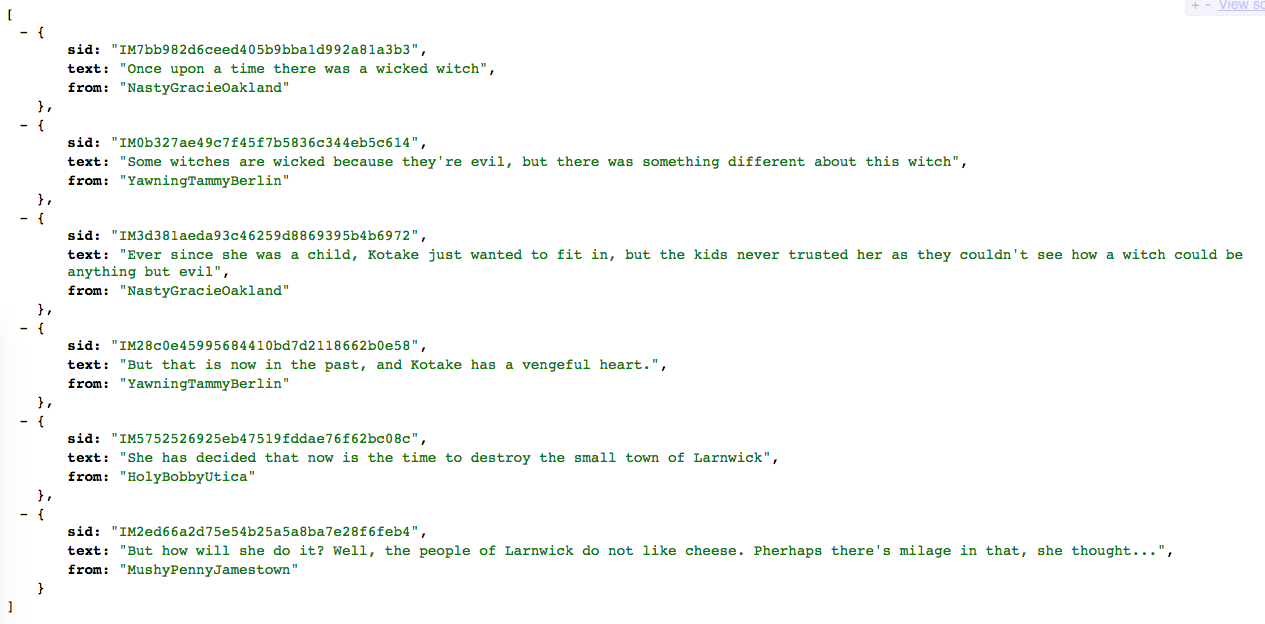 + - View so
[
- {
sid: "IM7bb982d6ceed405b9bba1d992a81a3b3",
text: "Once upon a time there was a wicked witch",
from: "NastyGracieOakland"
},
- {
sid: "IM0b327ae49c7f45f7b5836c344eb5c614",
text: "Some witches are wicked because they're evil, but there was something different about this witch",
from: "YawningTammyBerlin"
},
- {
sid: "IM3d381aeda93c46259d8869395b4b6972",
text: "Ever since she was a child, Kotake just wanted to fit in, but the kids never trusted her as they couldn't see how a witch could be
anything but evil",
from: "NastyGracieOakland"
},
- {
sid: "IM28c0e45995684410bd7d2118662b0e58",
text: "But that is now in the past, and Kotake has a vengeful heart.",
from: "YawningTammyBerlin"
},
- {
sid: "IM5752526925eb47519fddae76f62bc08c",
text: "She has decided that now is the time to destroy the small town of Larnwick",
from: "HolyBobbyUtica"
},
- {
sid: "IM2ed66a2d75e54b25a5a8ba7e28f6feb4",
text: "But how will she do it? Well, the people of Larnwick do not like cheese. Pherhaps there's milage in that, she thought...",
from: "MushyPennyJamestown"
}
]